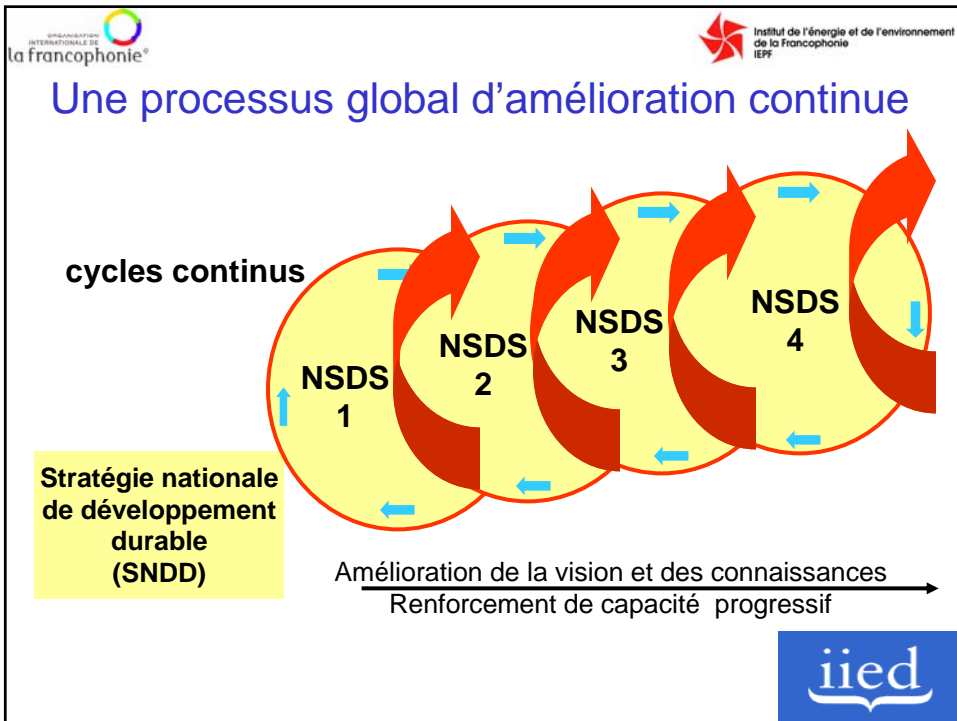 ORGANISATION
INTERNATIONALE DE
la francophonie®
Institut de l'énergie et de l'environnement
de la Francophonie
IEPF
Une processus global d'amélioration continue
cycles continus
NSDS
1
NSDS
2
NSDS
3
NSDS
4
Stratégie nationale
de développement
durable
(SNDD)
Amélioration de la vision et des connaissances
Renforcement de capacité progressif
iied